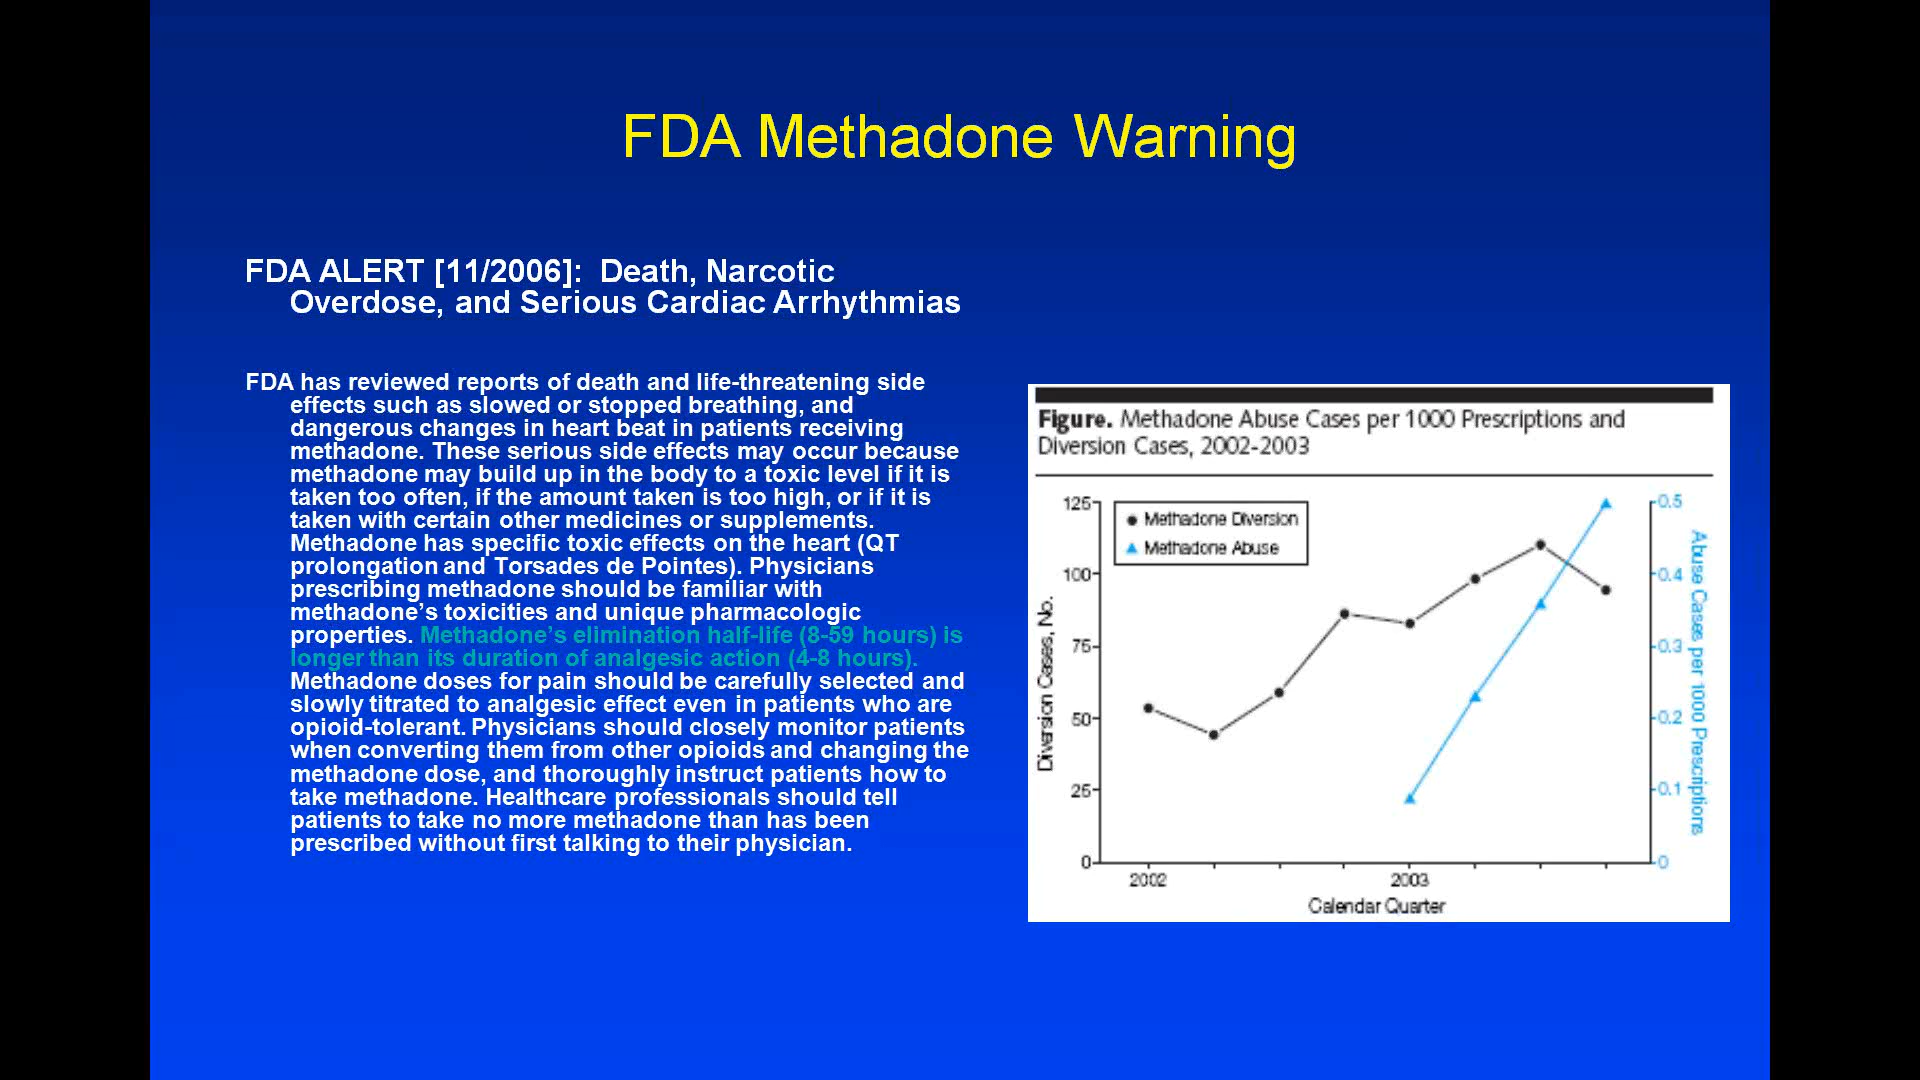 FDA Methadone Warning
FDA ALERT [11/2006]:  Death, Narcotic
Overdose, and Serious Cardiac Arrhythmias
FDA has reviewed reports of death and life-threatening side
effects such as slowed or stopped breathing, and
dangerous changes in heart beat in patients receiving
methadone. These serious side effects may occur because
methadone may build up in the body to a toxic level if it is
taken too often, if the amount taken is too high, or if it is
taken with certain other medicines or supplements.
Methadone has specific toxic effects on the heart (QT
prolongation and Torsades de Pointes). Physicians
prescribing methadone should be familiar with
methadone’s toxicities and unique pharmacologic
properties. Methadone’s elimination half-life (8-59 hours) is
longer than its duration of analgesic action (4-8 hours).
Methadone doses for pain should be carefully selected and
slowly titrated to analgesic effect even in patients who are
opioid-tolerant. Physicians should closely monitor patients
when converting them from other opioids and changing the
methadone dose, and thoroughly instruct patients how to
take methadone. Healthcare professionals should tell
patients to take no more methadone than has been
prescribed without first talking to their physician.
Figure. Methadone Abuse Cases per 1000 Prescriptions and
Diversion Cases, 2002-2003
Methadone Diversion
Methadone Abuse
Diversion Cases, No.
125
100
75
50
25
0
0.5
0.4
0.3
0.2
0.1
0
Abuse Cases per 1000 Prescriptions
2002
2003
Calendar Quarter